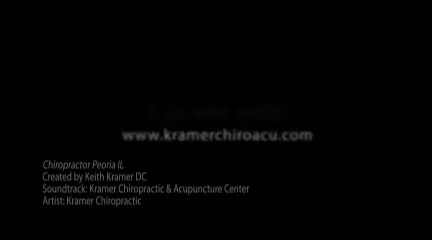 www.kramerchiroacu.com
Chiropractor Peoria IL
Created by Keith Kramer DC
Soundtrack: Kramer Chiropractic & Acupuncture Center
Artist: Kramer Chiropractic